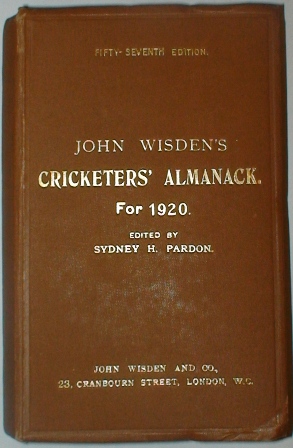 FIFTY-SEVENTH EDITION.
JOHN WISDEN'S
CRICKETERS' ALMANACK.
For 1920.
EDITED BY
SYDNEY H. PARDON.
JOHN WISDEN AND CO.,
23, CRANBOURN STREET, LONDON, W.C.